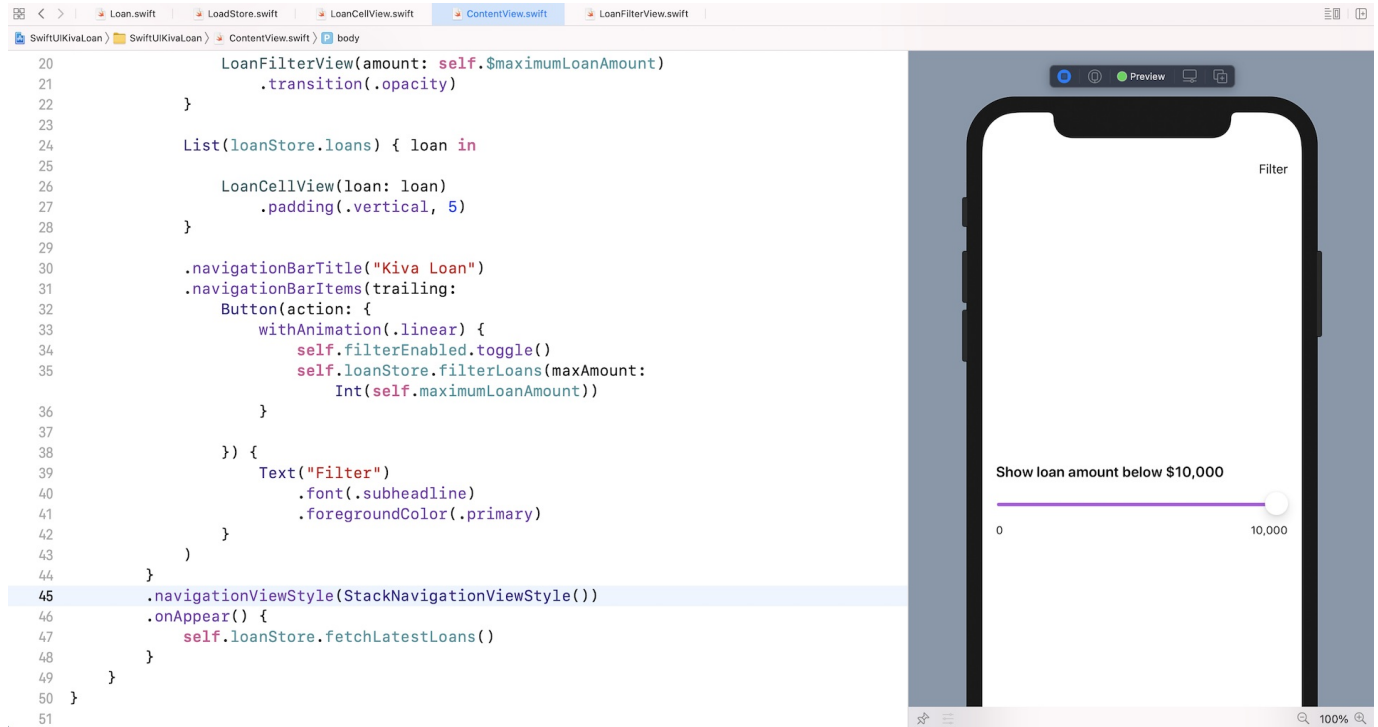 Loan.swift LoadStore.swift LoanCellView.swift ContentView.swift LoanFilterView.swift
SwiftUIKivaLoan SwiftUIKivaLoan ContentView.swift P body
20 LoanFilterView(amount: self.$maximumLoanAmount)
21 .transition(.opacity)
22 }
23
24 List(loanStore.loans) { loan in
25
26 LoanCellView(loan: loan)
27 .padding(.vertical, 5)
28 }
29
30 .navigationBarTitle("Kiva Loan")
31 .navigationBarItems(trailing:
32 Button(action: {
33 withAnimation(.linear) {
34 self.filterEnabled.toggle()
35 self.loanStore.filterLoans(maxAmount:
Int(self.maximumLoanAmount))
36 }
37
38 }) {
39 Text("Filter")
40 .font(.subheadline)
41 .foregroundColor(.primary)
42 }
43 )
44 }
45 .navigationViewStyle(StackNavigationViewStyle())
46 .onAppear() {
47 self.loanStore.fetchLatestLoans()
48 }
49 }
50 }
51
Preview
Filter
Show loan amount below $10,000
0 10,000
100%